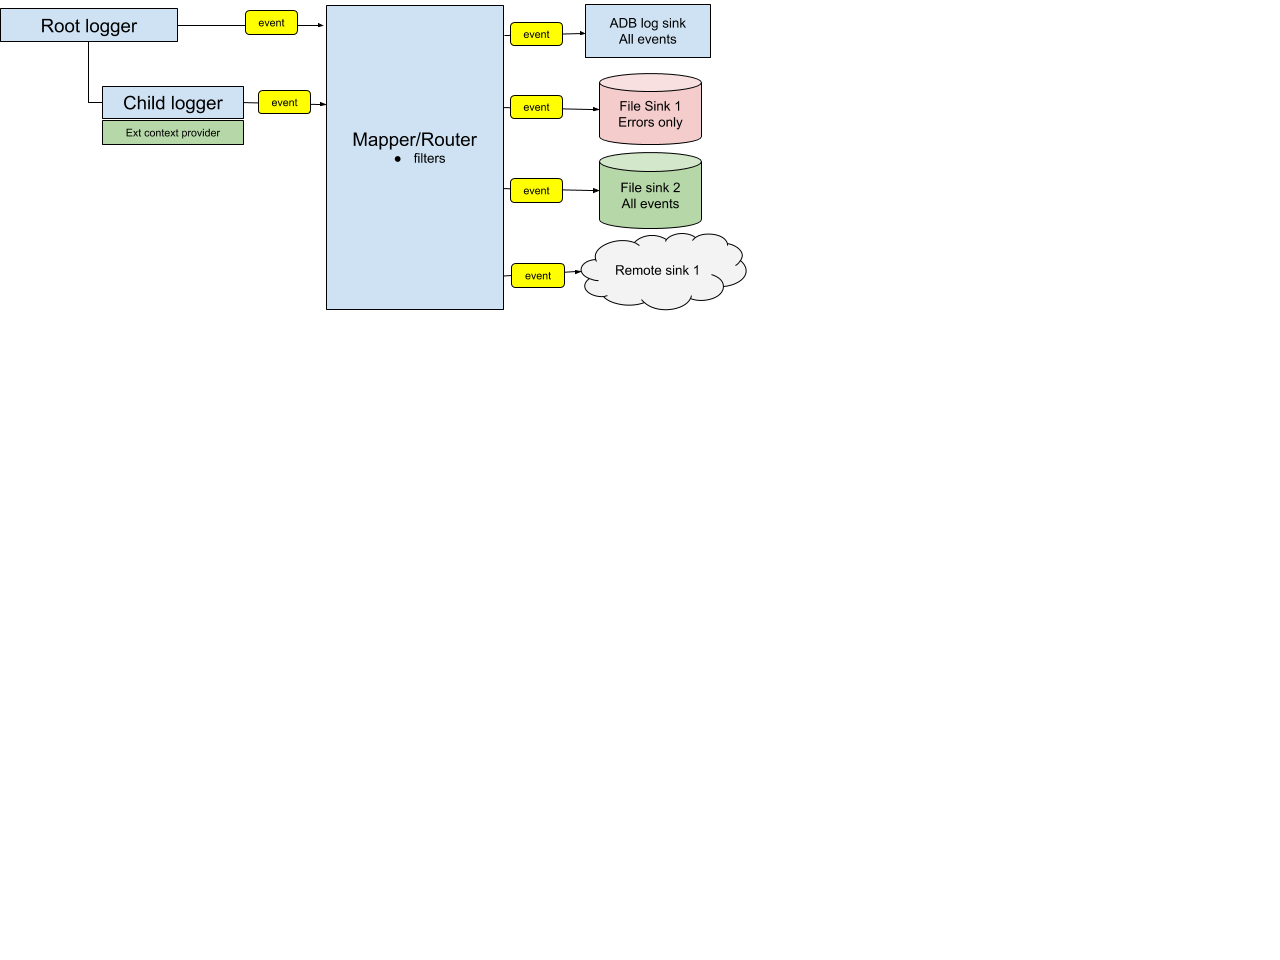 Root logger
event
Child logger
event
Ext context provider
Mapper/Router
● filters
event
ADB log sink
All events
event
File Sink 1
Errors only
event
File sink 2
All events
event
Remote sink 1